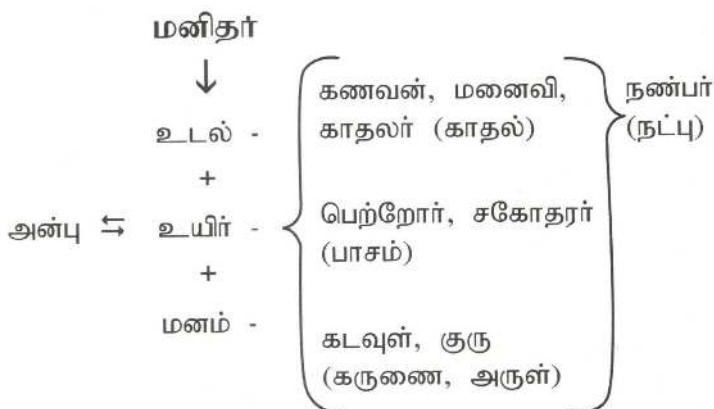 மனிதர்
↓
உடல் -
+
அன்பு ⇆ உயிர் -
+
மனம் -
கணவன், மனைவி,
காதலர் (காதல்)
பெற்றோர், சகோதரர்
(பாசம்)
கடவுள், குரு
(கருணை, அருள்)
நண்பர்
(நட்பு)